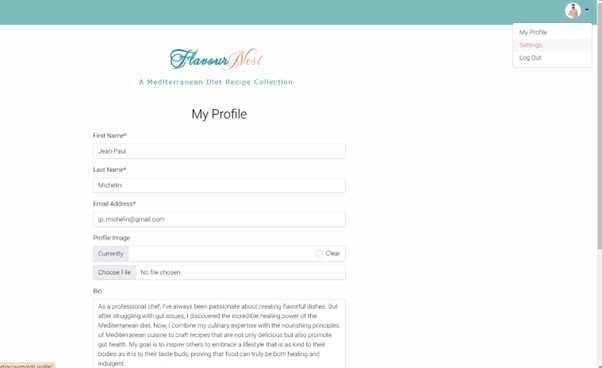 My Profile
Settings
Log Out
FlavourNest
A Mediterranean Diet Recipe Collection
My Profile
First Name*
Jean-Paul
Last Name*
Michelini
Email Address*
jp_michelin@gmail.com
Profile Image
Currently
Clear
Choose File No file chosen
Bio
As a professional chef, I've always been passionate about creating flavorful dishes. But
after struggling with gut issues, I discovered the incredible healing power of the
Mediterranean diet. Now, I combine my culinary expertise with the nourishing principles
of Mediterranean cuisine to craft recipes that are not only delicious but also promote
gut health. My goal is to inspire others to embrace a lifestyle that is as kind to their
bodies as it is to their taste buds, proving that food can truly be both healing and
indulgent.